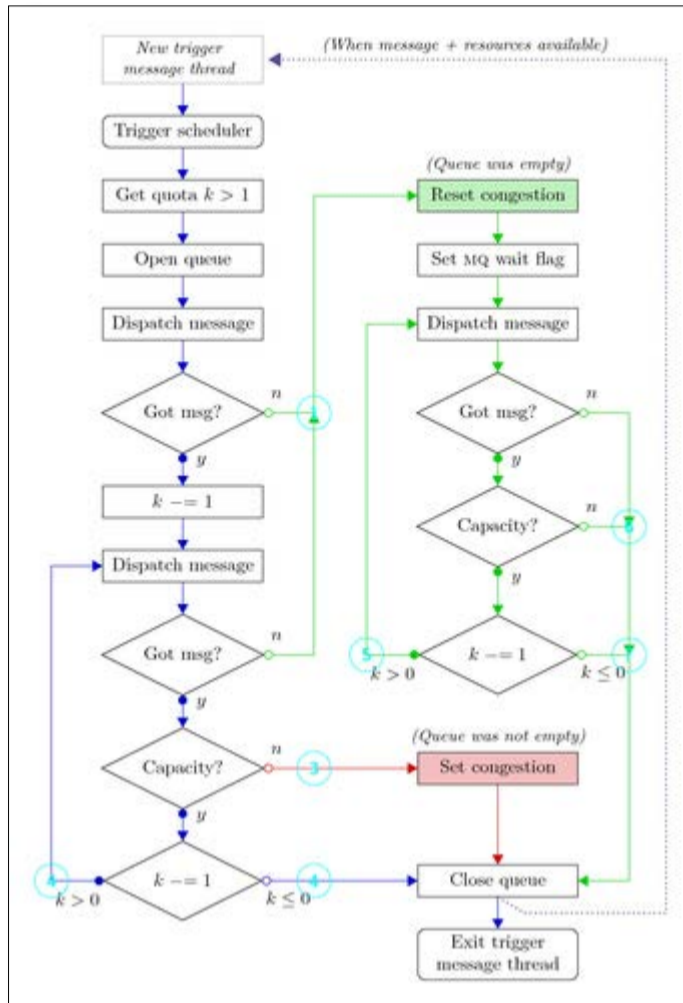 New trigger
message thread
(When message + resources available)
Trigger scheduler
Get quota k > 1
Open queue
Dispatch message
Got msg?
n
y
k −= 1
Dispatch message
Got msg?
n
y
Capacity?
n
3
y
k −= 1
k > 0
k ≤ 0
4
(Queue was empty)
Reset congestion
Set MQ wait flag
Dispatch message
Got msg?
n
y
Capacity?
n
y
k −= 1
5
k > 0
k ≤ 0
(Queue was not empty)
Set congestion
Close queue
Exit trigger
message thread